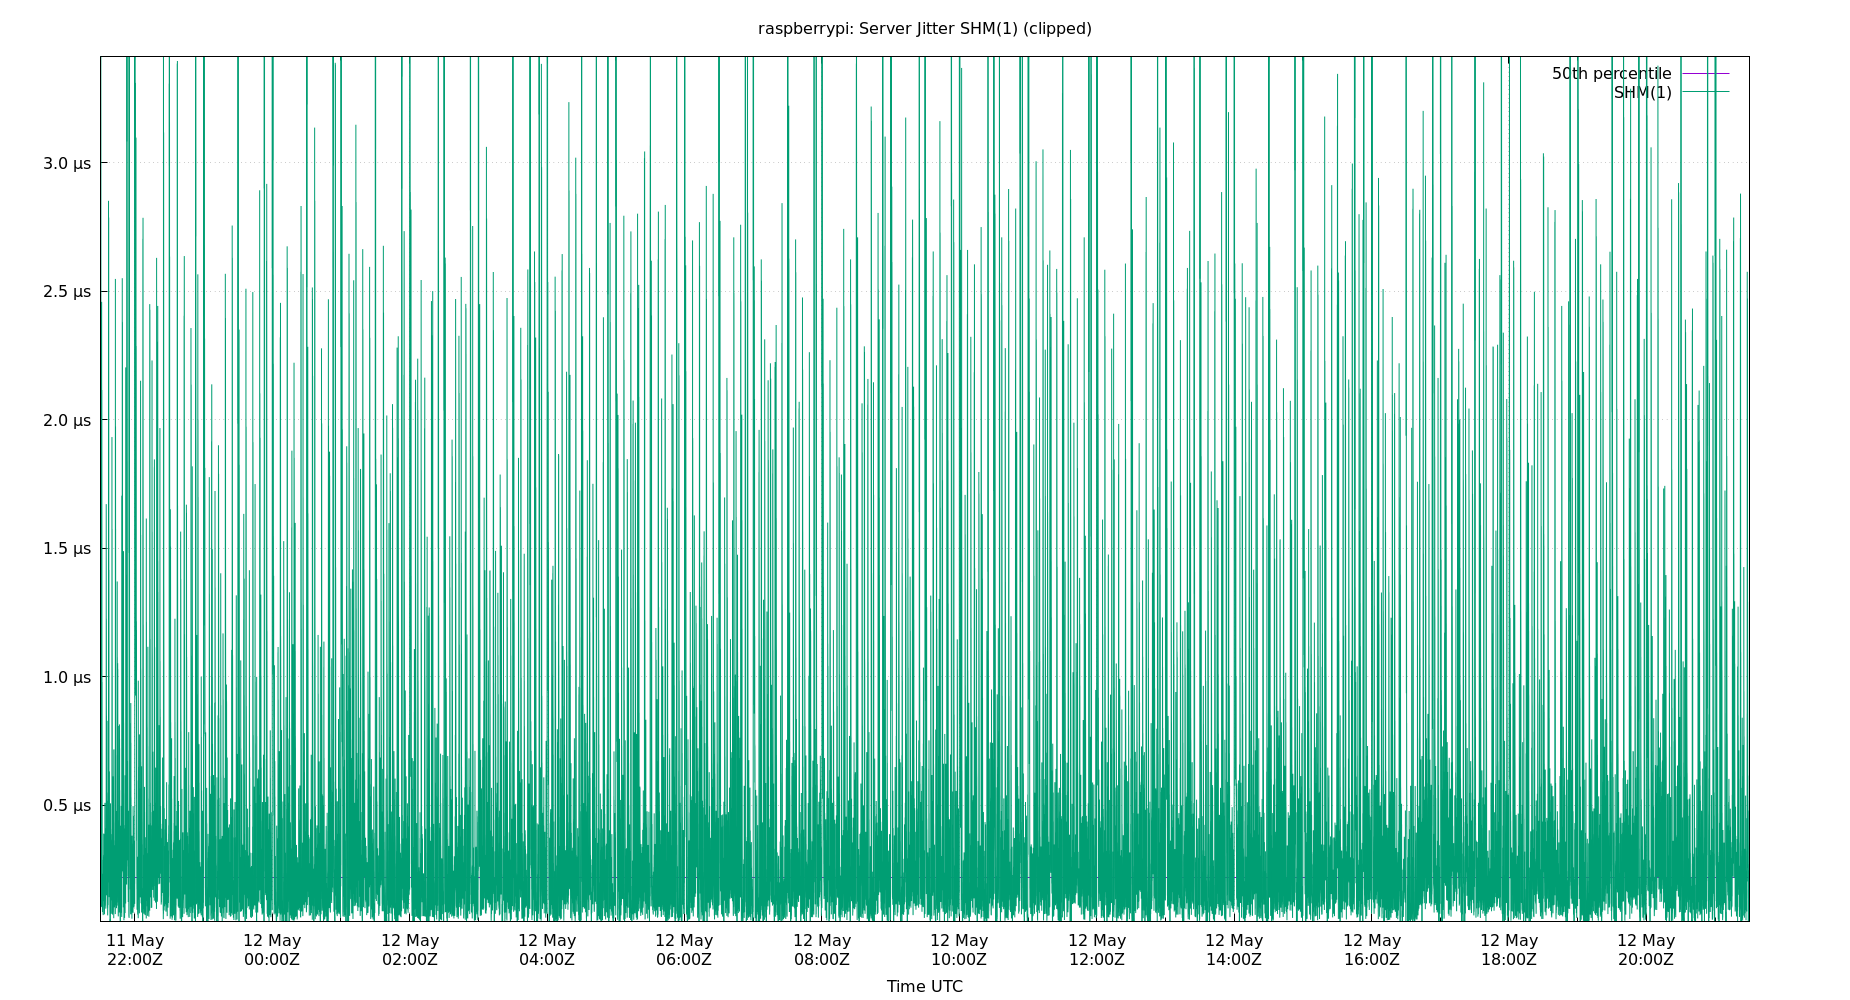 raspberrypi: Server Jitter SHM(1) (clipped)
50th percentile
SHM(1)
3.0 µs
2.5 µs
2.0 µs
1.5 µs
1.0 µs
0.5 µs
11 May 12 May 12 May 12 May 12 May 12 May 12 May 12 May 12 May 12 May 12 May 12 May
22:00Z 00:00Z 02:00Z 04:00Z 06:00Z 08:00Z 10:00Z 12:00Z 14:00Z 16:00Z 18:00Z 20:00Z
Time UTC